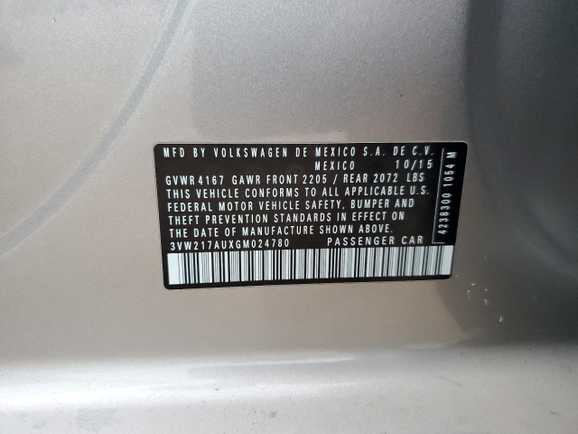 MFD BY VOLKSWAGEN DE MEXICO S.A. DE C.V.
MEXICO 10/15
GVWR 4167 GAWR FRONT 2205 / REAR 2072 LBS
THIS VEHICLE CONFORMS TO ALL APPLICABLE U.S.
FEDERAL MOTOR VEHICLE SAFETY, BUMPER AND
THEFT PREVENTION STANDARDS IN EFFECT ON
THE DATE OF MANUFACTURE SHOWN ABOVE.
3VW217AUXGM024780 PASSENGER CAR
4238300 1054 M